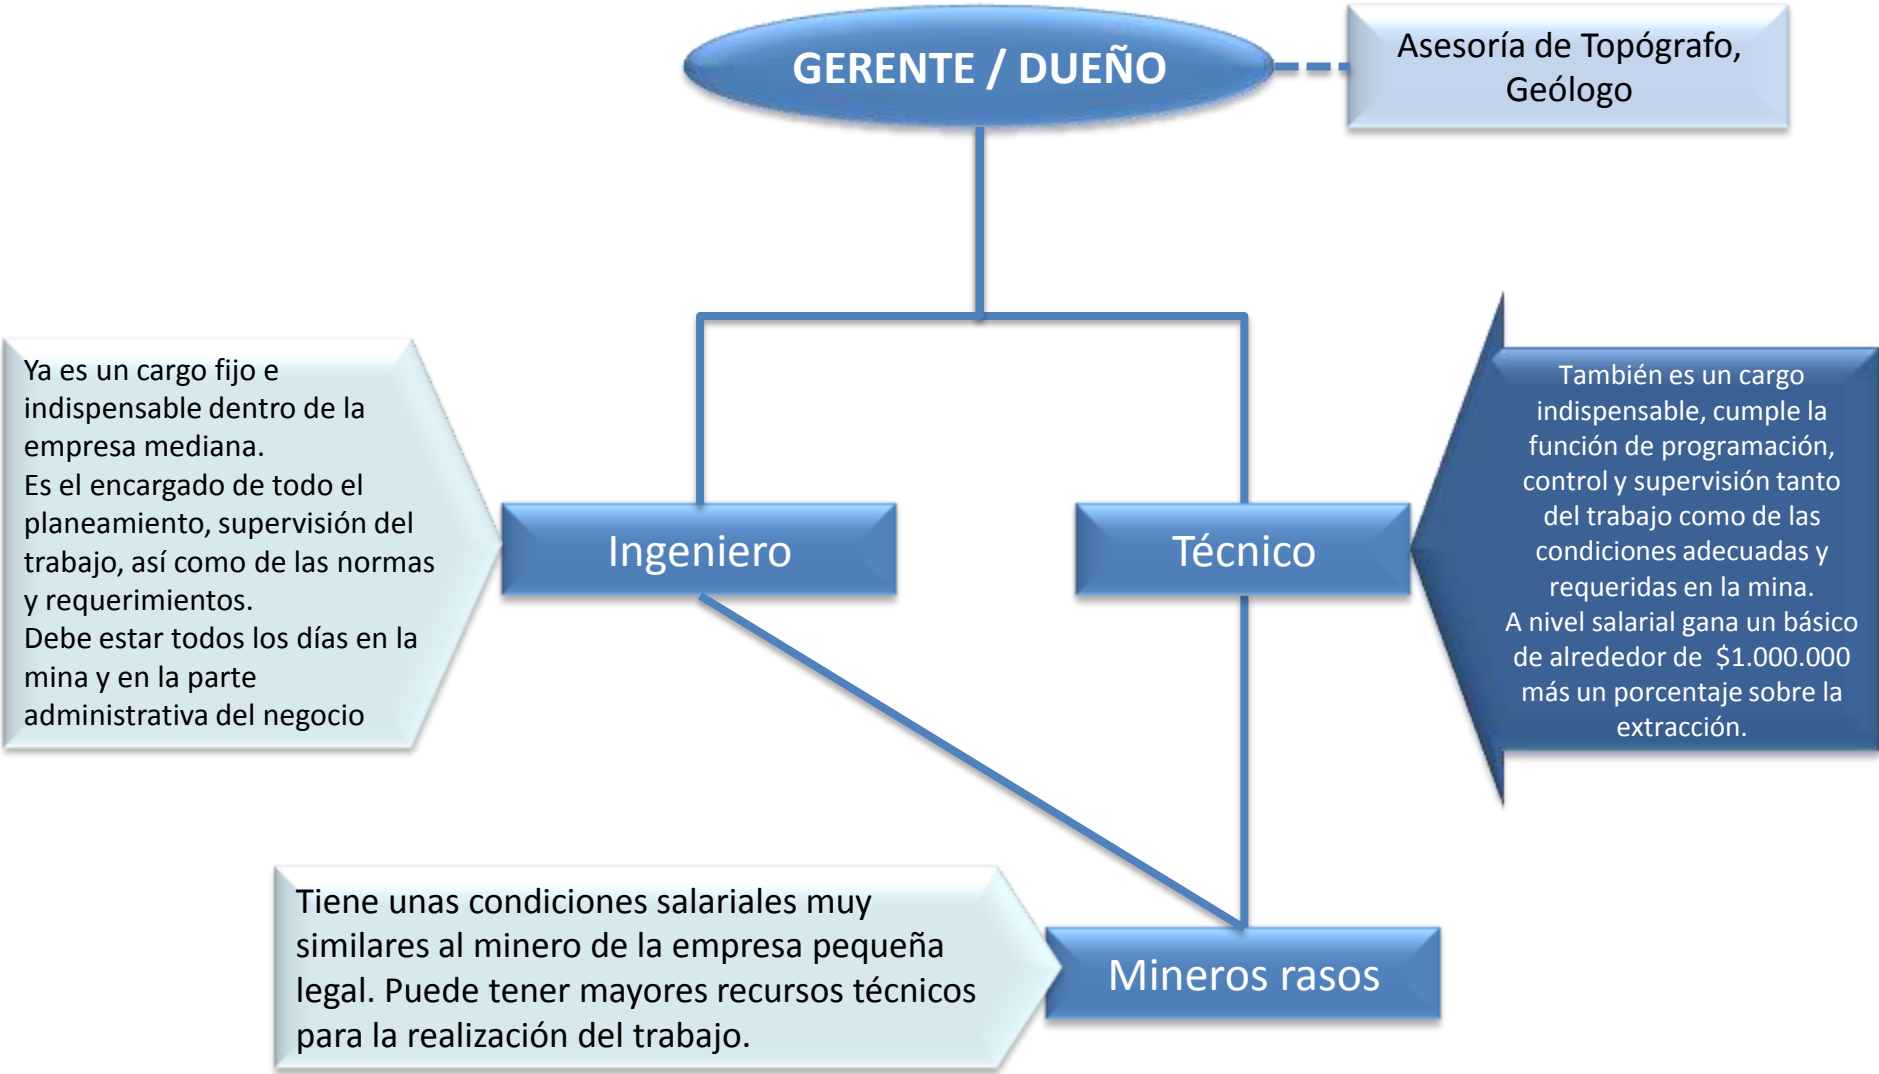 GERENTE / DUEÑO
Asesoría de Topógrafo,
Geólogo
Ya es un cargo fijo e
indispensable dentro de la
empresa mediana.
Es el encargado de todo el
planeamiento, supervisión del
trabajo, así como de las normas
y requerimientos.
Debe estar todos los días en la
mina y en la parte
administrativa del negocio
Ingeniero
Técnico
También es un cargo
indispensable, cumple la
función de programación,
control y supervisión tanto
del trabajo como de las
condiciones adecuadas y
requeridas en la mina.
A nivel salarial gana un básico
de alrededor de $1.000.000
más un porcentaje sobre la
extracción.
Tiene unas condiciones salariales muy
similares al minero de la empresa pequeña
legal. Puede tener mayores recursos técnicos
para la realización del trabajo.
Mineros rasos